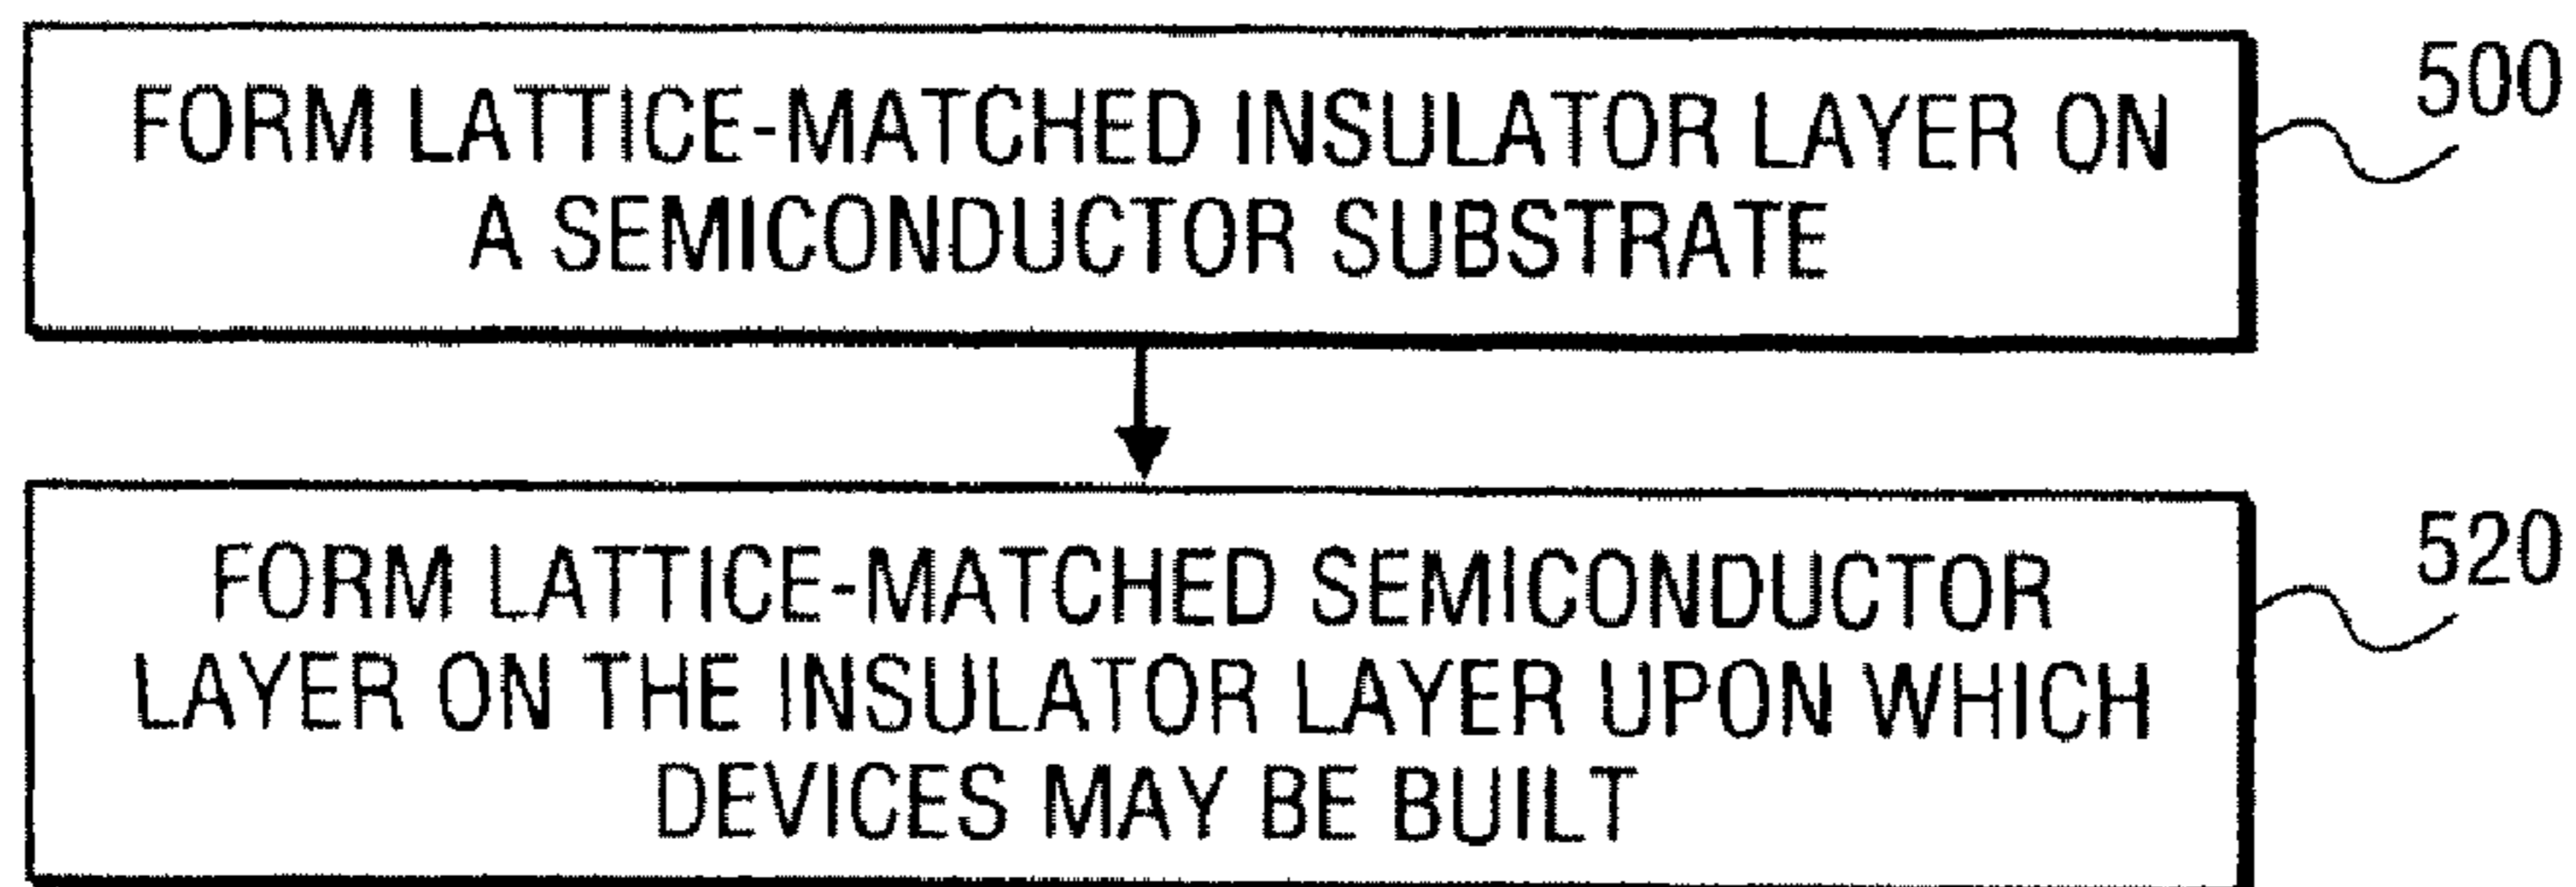 FORM LATTICE-MATCHED INSULATOR LAYER ON
A SEMICONDUCTOR SUBSTRATE
500
FORM LATTICE-MATCHED SEMICONDUCTOR
LAYER ON THE INSULATOR LAYER UPON WHICH
DEVICES MAY BE BUILT
520